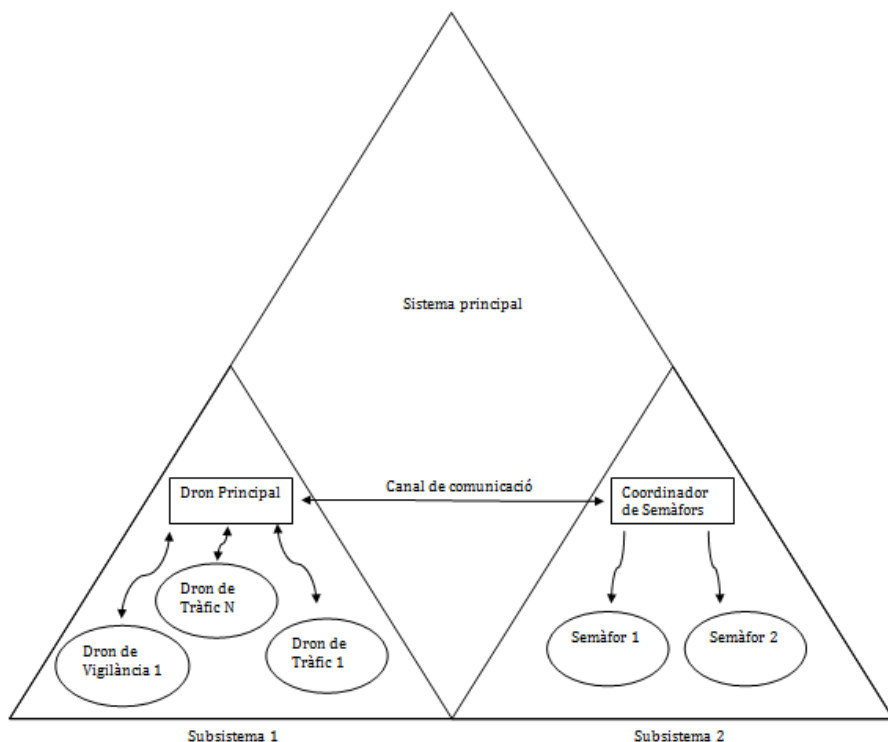 Sistema principal
Canal de comunicació
Dron Principal
Coordinador
de Semàfors
Dron de
Tràfic N
Dron de
Vigilància 1
Dron de
Tràfic 1
Semàfor 1
Semàfor 2
Subsistema 1
Subsistema 2